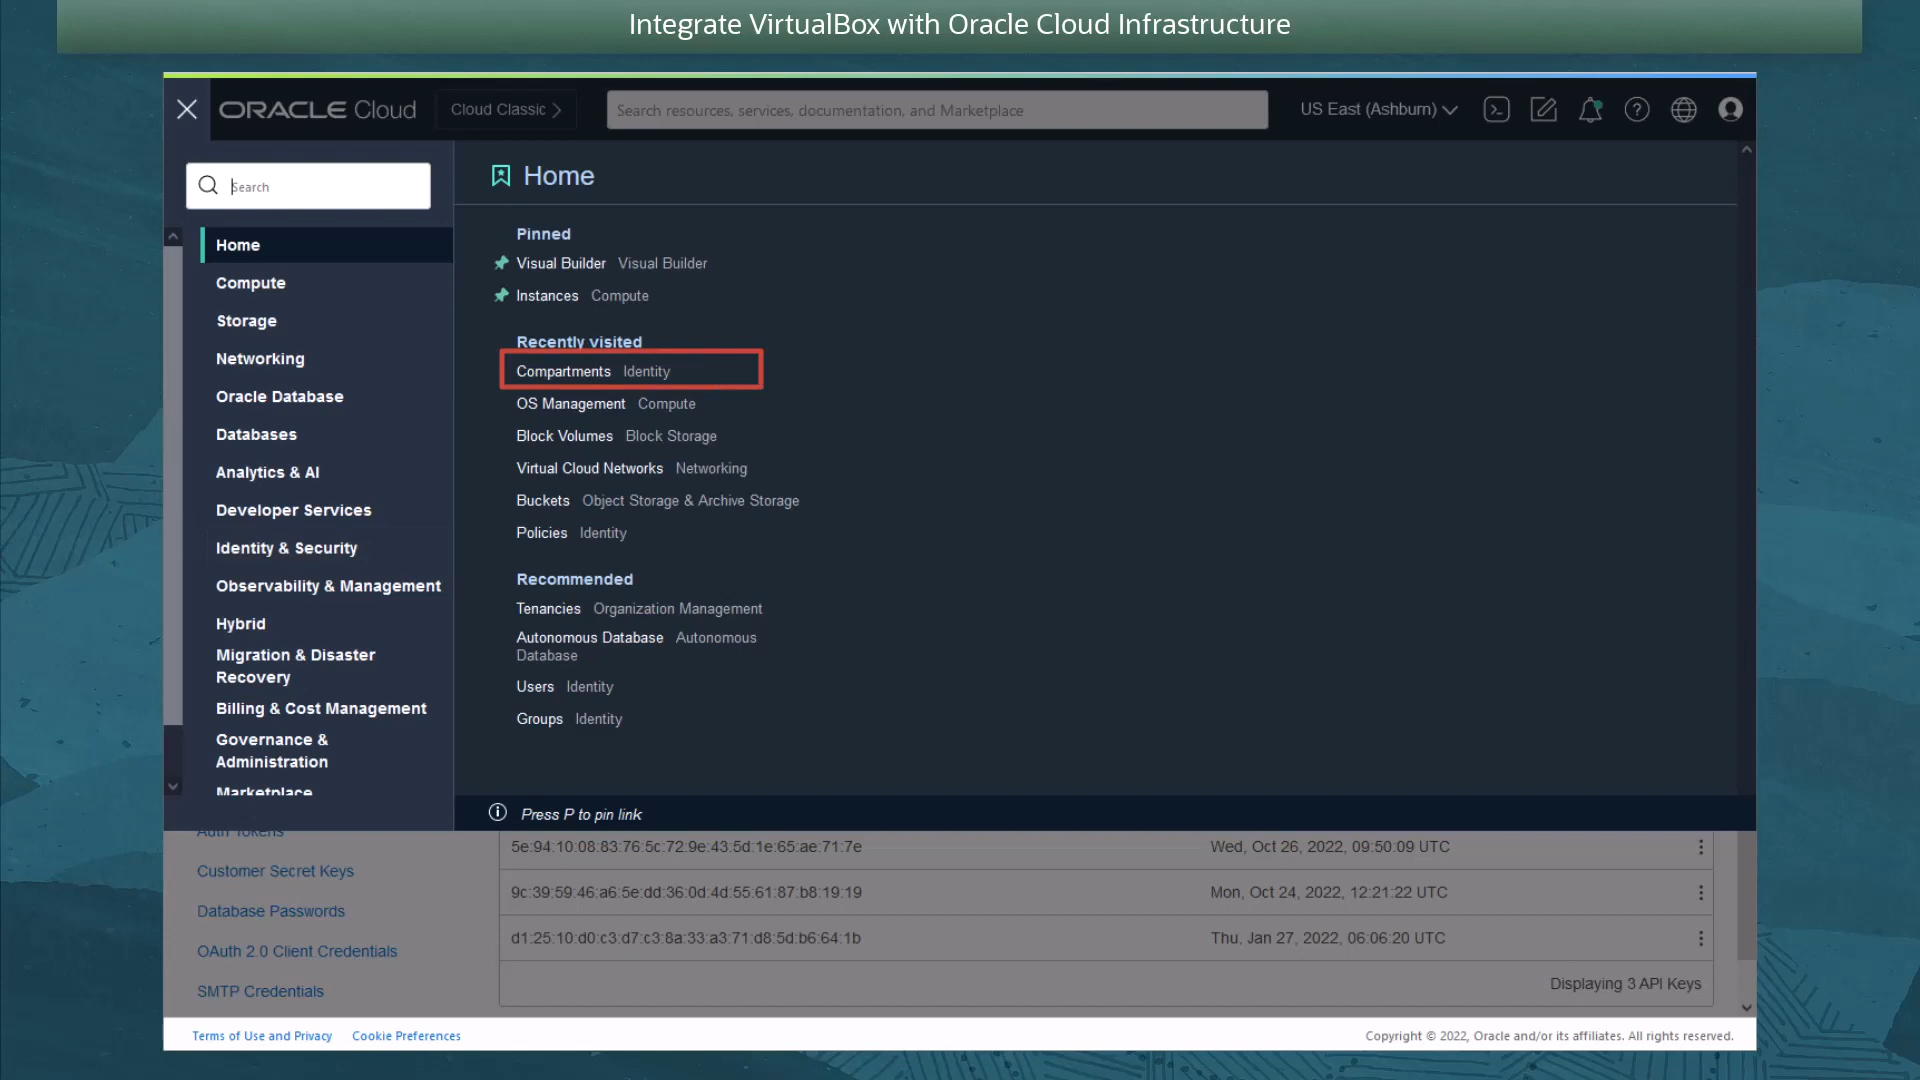 Integrate VirtualBox with Oracle Cloud Infrastructure
ORACLE Cloud
Cloud Classic
Search resources, services, documentation, and Marketplace
US East (Ashburn)
Search
Home
Compute
Storage
Networking
Oracle Database
Databases
Analytics & AI
Developer Services
Identity & Security
Observability & Management
Hybrid
Migration & Disaster
Recovery
Billing & Cost Management
Governance &
Administration
Marketplace
Home
Pinned
Visual Builder Visual Builder
Instances Compute
Recently visited
Compartments Identity
OS Management Compute
Block Volumes Block Storage
Virtual Cloud Networks Networking
Buckets Object Storage & Archive Storage
Policies Identity
Recommended
Tenancies Organization Management
Autonomous Database Autonomous
Database
Users Identity
Groups Identity
Press P to pin link
Auth Tokens
Customer Secret Keys
Database Passwords
OAuth 2.0 Client Credentials
SMTP Credentials
5e:94:10:08:83:76:5c:72:9e:43:5d:1e:65:ae:71:7e Wed, Oct 26, 2022, 09:50:09 UTC
9c:39:59:46:a6:5e:dd:36:0d:4d:55:61:87:b8:19:19 Mon, Oct 24, 2022, 12:21:22 UTC
d1:25:10:d0:c3:d7:c3:8a:33:a3:71:d8:5d:b6:64:1b Thu, Jan 27, 2022, 06:06:20 UTC
Displaying 3 API Keys
Terms of Use and Privacy Cookie Preferences
Copyright © 2022, Oracle and/or its affiliates. All rights reserved.